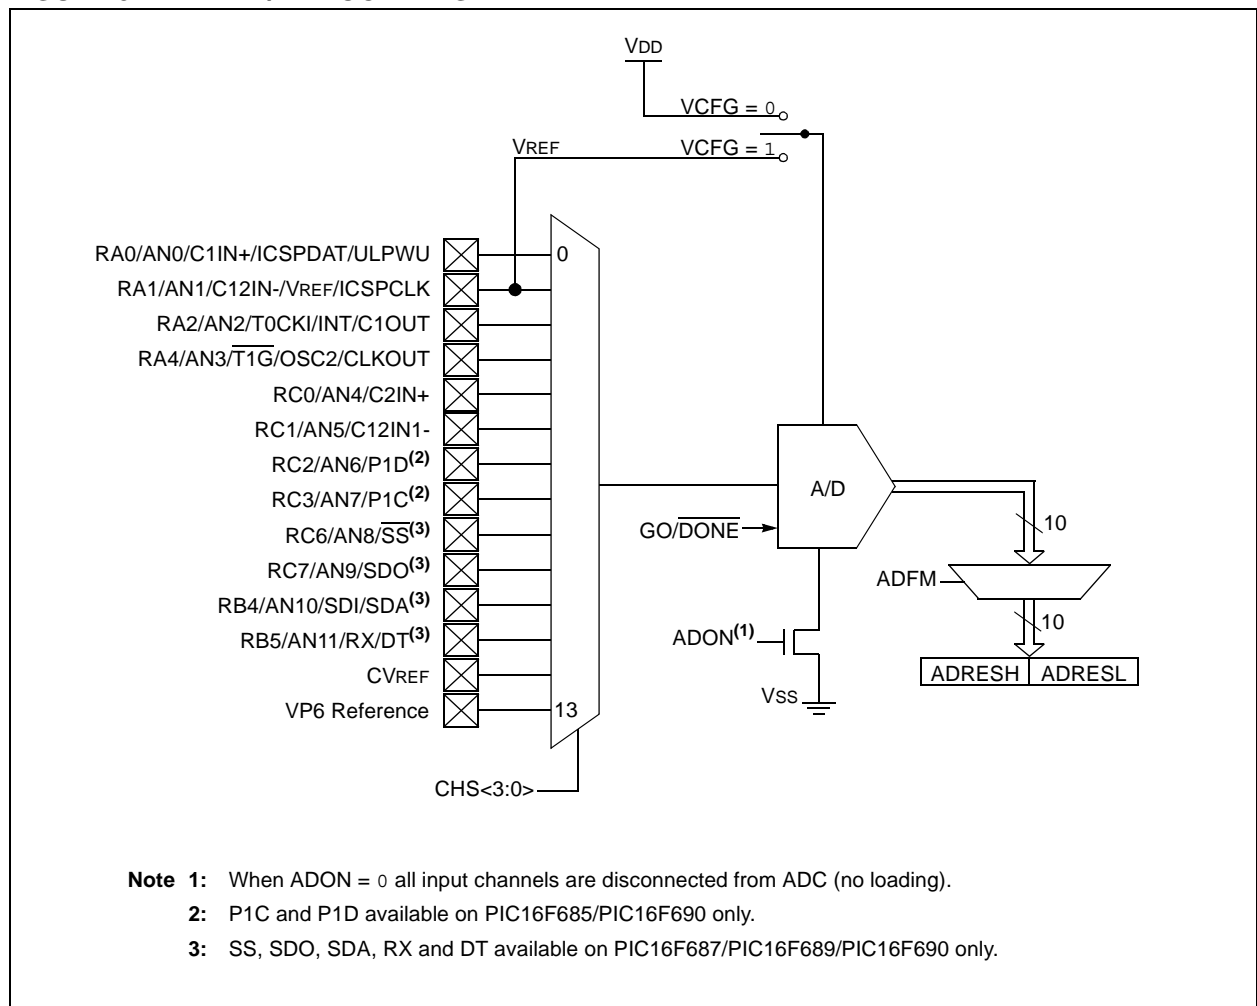 VDD
VCFG = 0
VREF
VCFG = 1
RA0/AN0/C1IN+/ICSPDAT/ULPWU
0
RA1/AN1/C12IN-/VREF/ICSPCLK
RA2/AN2/T0CKI/INT/C1OUT
RA4/AN3/T1G/OSC2/CLKOUT
RC0/AN4/C2IN+
RC1/AN5/C12IN1-
RC2/AN6/P1D(2)
RC3/AN7/P1C(2)
RC6/AN8/SS(3)
RC7/AN9/SDO(3)
RB4/AN10/SDI/SDA(3)
RB5/AN11/RX/DT(3)
CVREF
VP6 Reference
13
CHS<3:0>
A/D
GO/DONE
10
ADFM
10
ADON(1)
ADRESH ADRESL
VSS
Note 1: When ADON = 0 all input channels are disconnected from ADC (no loading).
2: P1C and P1D available on PIC16F685/PIC16F690 only.
3: SS, SDO, SDA, RX and DT available on PIC16F687/PIC16F689/PIC16F690 only.